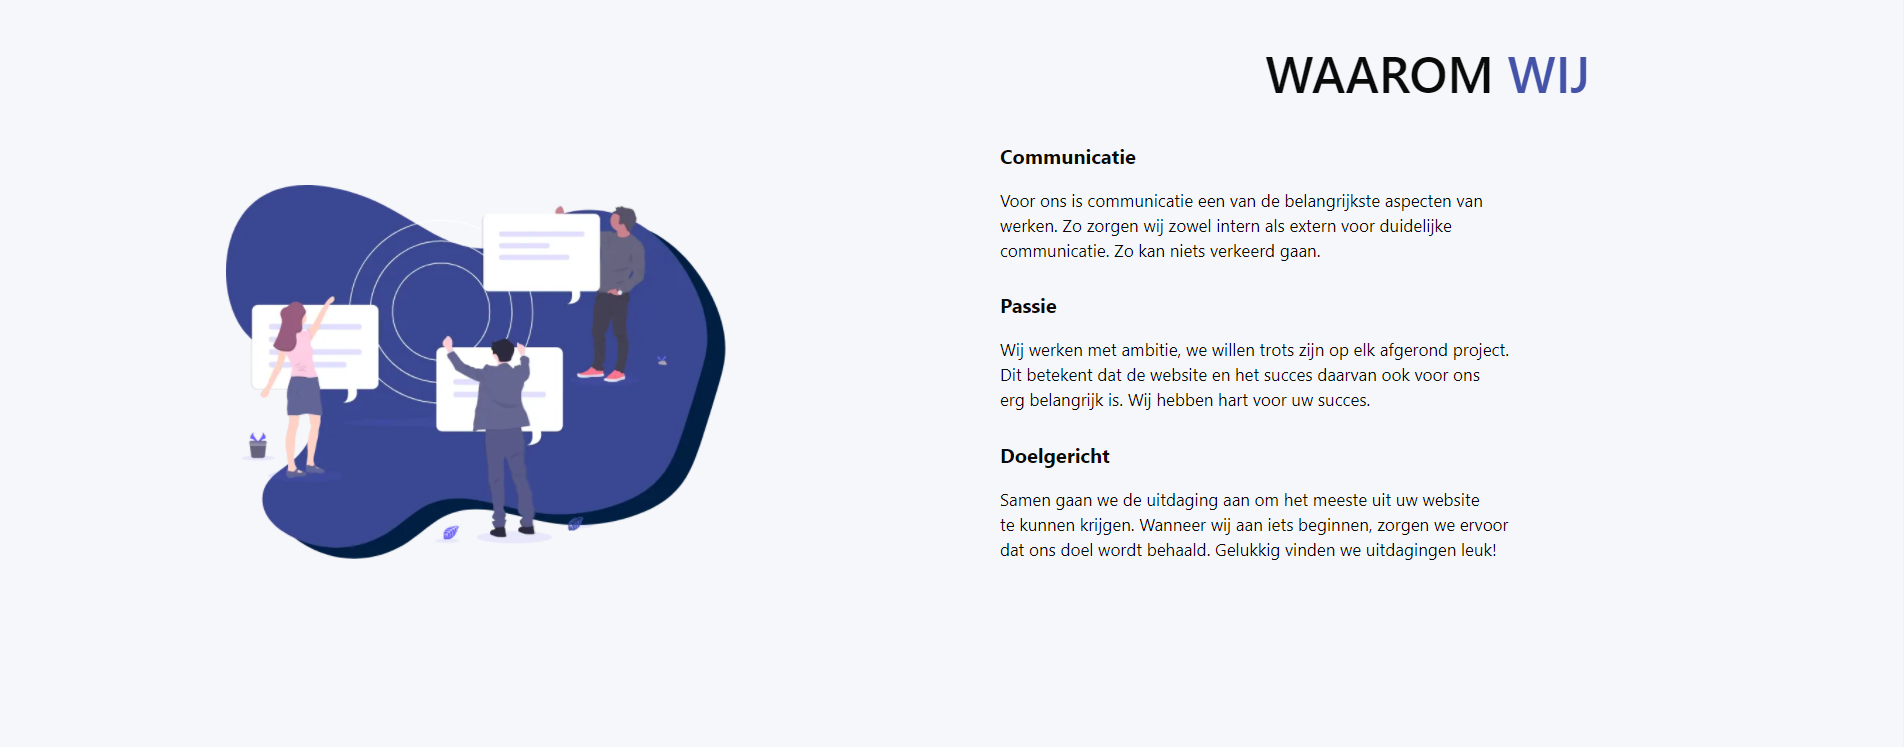 WAAROM WIJ
Communicatie
Voor ons is communicatie een van de belangrijkste aspecten van
werken. Zo zorgen wij zowel intern als extern voor duidelijke
communicatie. Zo kan niets verkeerd gaan.
Passie
Wij werken met ambitie, we willen trots zijn op elk afgerond project.
Dit betekent dat de website en het succes daarvan ook voor ons
erg belangrijk is. Wij hebben hart voor uw succes.
Doelgericht
Samen gaan we de uitdaging aan om het meeste uit uw website
te kunnen krijgen. Wanneer wij aan iets beginnen, zorgen we ervoor
dat ons doel wordt behaald. Gelukkig vinden we uitdagingen leuk!